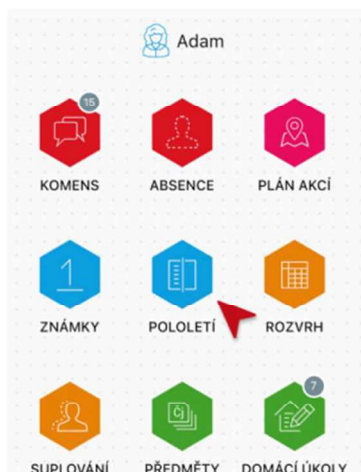 Adam
15
KOMENS ABSENCE PLÁN AKCÍ
1
ZNÁMKY POLOLETÍ ROZVRH
Čj
7
SUPLOVÁNÍ PŘEDMĚTY DOMÁCÍ ÚKOLY